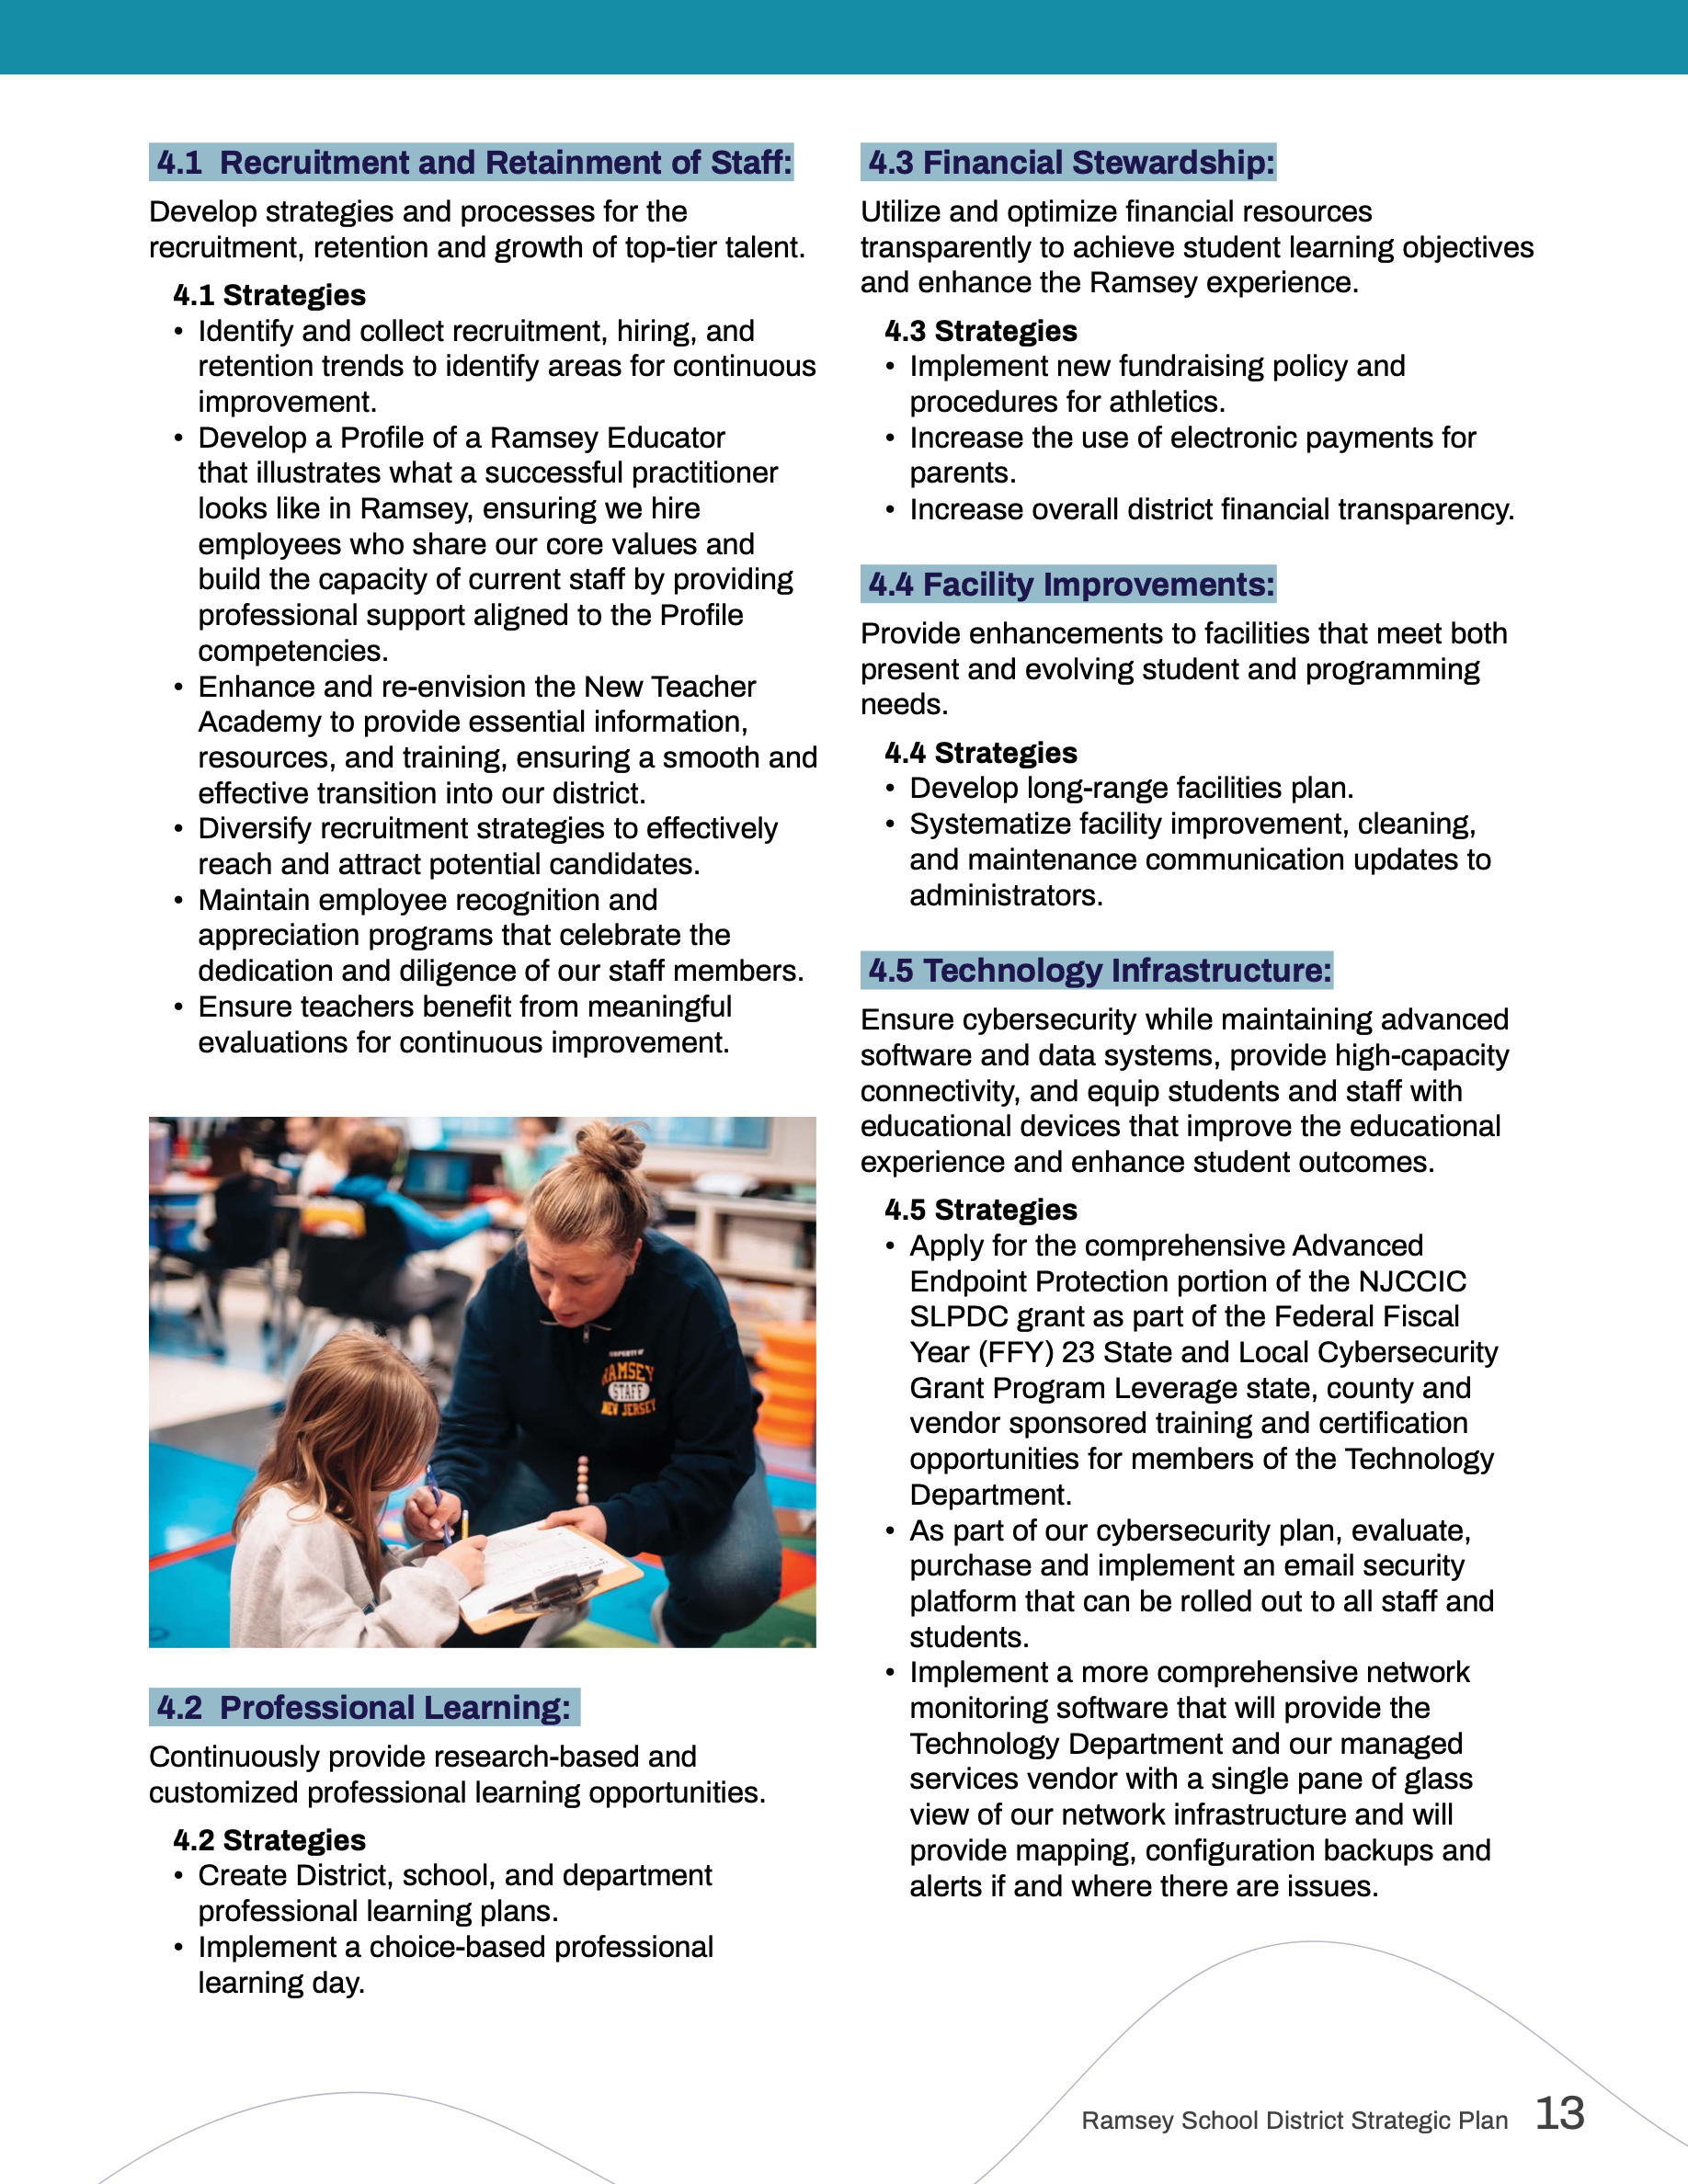 4.1 Recruitment and Retainment of Staff:
Develop strategies and processes for the
recruitment, retention and growth of top-tier talent.
4.1 Strategies
• Identify and collect recruitment, hiring, and
retention trends to identify areas for continuous
improvement.
• Develop a Profile of a Ramsey Educator
that illustrates what a successful practitioner
looks like in Ramsey, ensuring we hire
employees who share our core values and
build the capacity of current staff by providing
professional support aligned to the Profile
competencies.
• Enhance and re-envision the New Teacher
Academy to provide essential information,
resources, and training, ensuring a smooth and
effective transition into our district.
• Diversify recruitment strategies to effectively
reach and attract potential candidates.
• Maintain employee recognition and
appreciation programs that celebrate the
dedication and diligence of our staff members.
• Ensure teachers benefit from meaningful
evaluations for continuous improvement.
PROPERTY OF
RAMSEY
STAFF
NEW JERSEY
4.2 Professional Learning:
Continuously provide research-based and
customized professional learning opportunities.
4.2 Strategies
• Create District, school, and department
professional learning plans.
• Implement a choice-based professional
learning day.
4.3 Financial Stewardship:
Utilize and optimize financial resources
transparently to achieve student learning objectives
and enhance the Ramsey experience.
4.3 Strategies
• Implement new fundraising policy and
procedures for athletics.
• Increase the use of electronic payments for
parents.
• Increase overall district financial transparency.
4.4 Facility Improvements:
Provide enhancements to facilities that meet both
present and evolving student and programming
needs.
4.4 Strategies
• Develop long-range facilities plan.
• Systematize facility improvement, cleaning,
and maintenance communication updates to
administrators.
4.5 Technology Infrastructure:
Ensure cybersecurity while maintaining advanced
software and data systems, provide high-capacity
connectivity, and equip students and staff with
educational devices that improve the educational
experience and enhance student outcomes.
4.5 Strategies
• Apply for the comprehensive Advanced
Endpoint Protection portion of the NJCCIC
SLPDC grant as part of the Federal Fiscal
Year (FFY) 23 State and Local Cybersecurity
Grant Program Leverage state, county and
vendor sponsored training and certification
opportunities for members of the Technology
Department.
• As part of our cybersecurity plan, evaluate,
purchase and implement an email security
platform that can be rolled out to all staff and
students.
• Implement a more comprehensive network
monitoring software that will provide the
Technology Department and our managed
services vendor with a single pane of glass
view of our network infrastructure and will
provide mapping, configuration backups and
alerts if and where there are issues.
Ramsey School District Strategic Plan 13